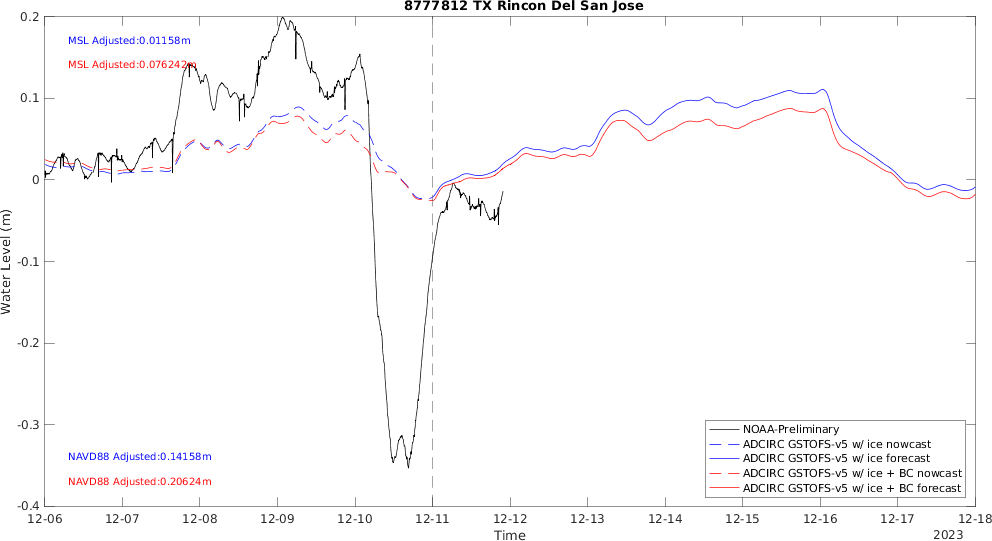 8777812 TX Rincon Del San Jose
MSL Adjusted:0.01158m
MSL Adjusted:0.076242m
NAVD88 Adjusted:0.14158m
NAVD88 Adjusted:0.20624m
Water Level (m)
0.2
0.1
0
-0.1
-0.2
-0.3
-0.4
NOAA-Preliminary
ADCIRC GSTOFS-v5 w/ ice nowcast
ADCIRC GSTOFS-v5 w/ ice forecast
ADCIRC GSTOFS-v5 w/ ice + BC nowcast
ADCIRC GSTOFS-v5 w/ ice + BC forecast
12-06 12-07 12-08 12-09 12-10 12-11 12-12 12-13 12-14 12-15 12-16 12-17 12-18
Time
2023